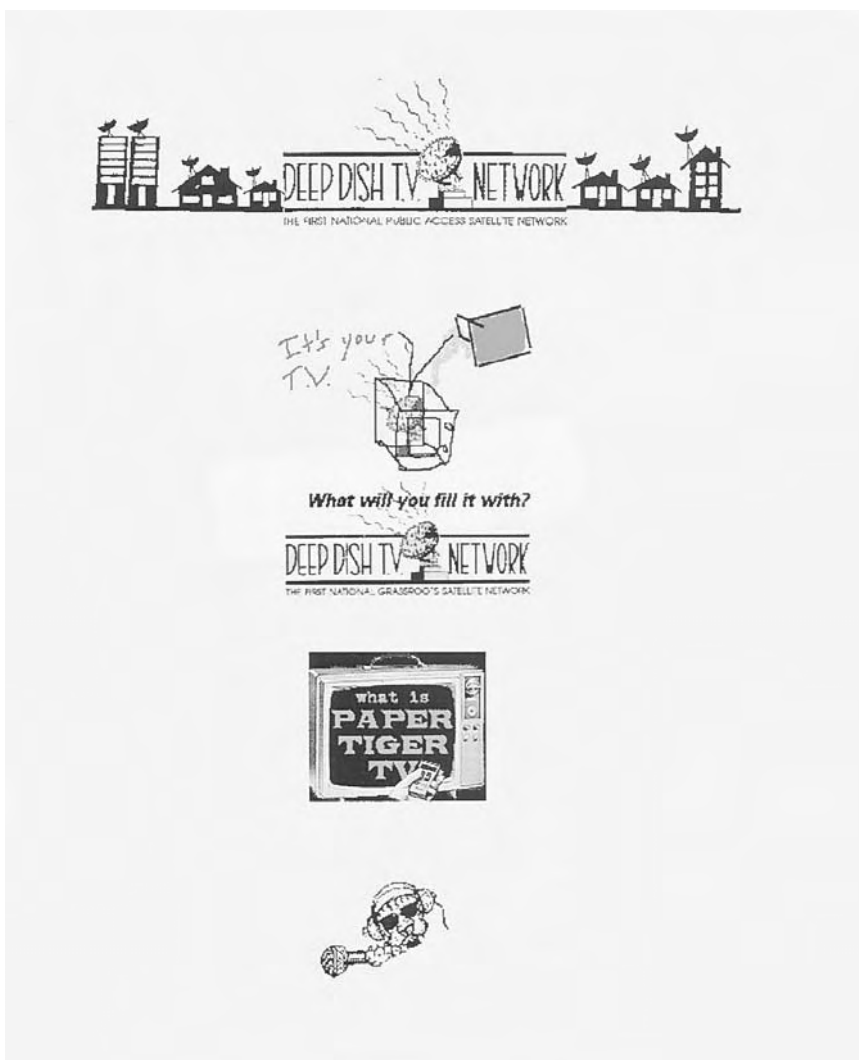 DEEP DISH T.V. NETWORK
THE FIRST NATIONAL PUBLIC ACCESS SATELLITE NETWORK
It's your
T.V.
What will you fill it with?
DEEP DISH T.V. NETWORK
THE FIRST NATIONAL GRASSROOTS SATELLITE NETWORK
what is
PAPER
TIGER
TV